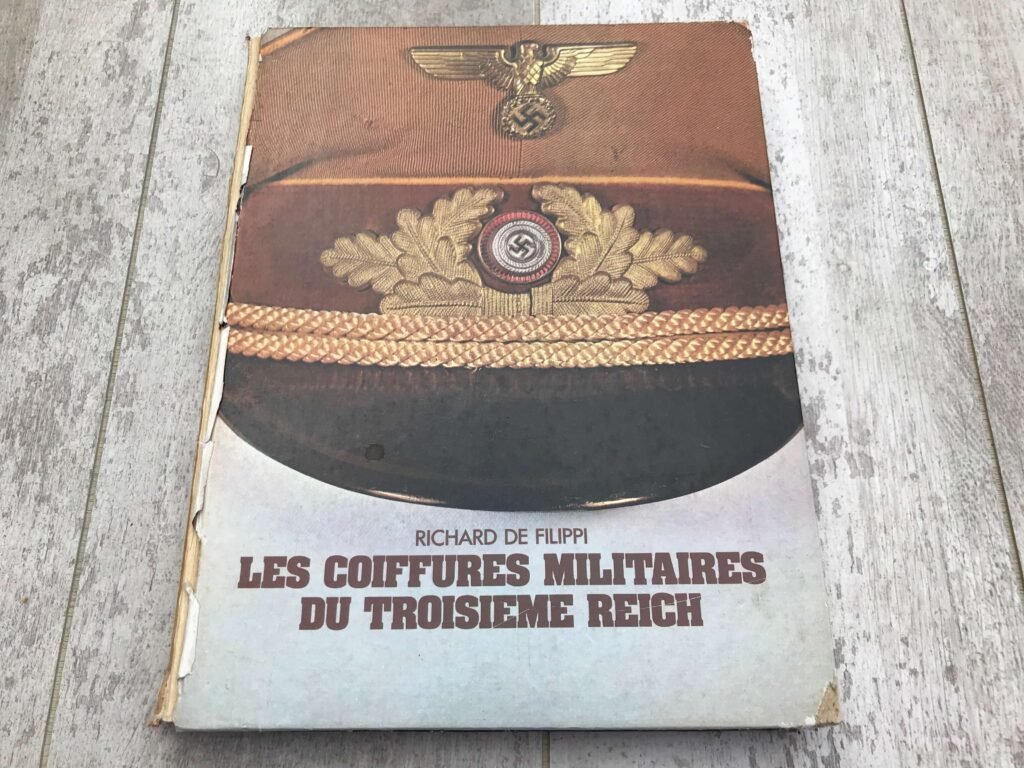 RICHARD DE FILIPPI
LES COIFFURES MILITAIRES
DU TROISIEME REICH